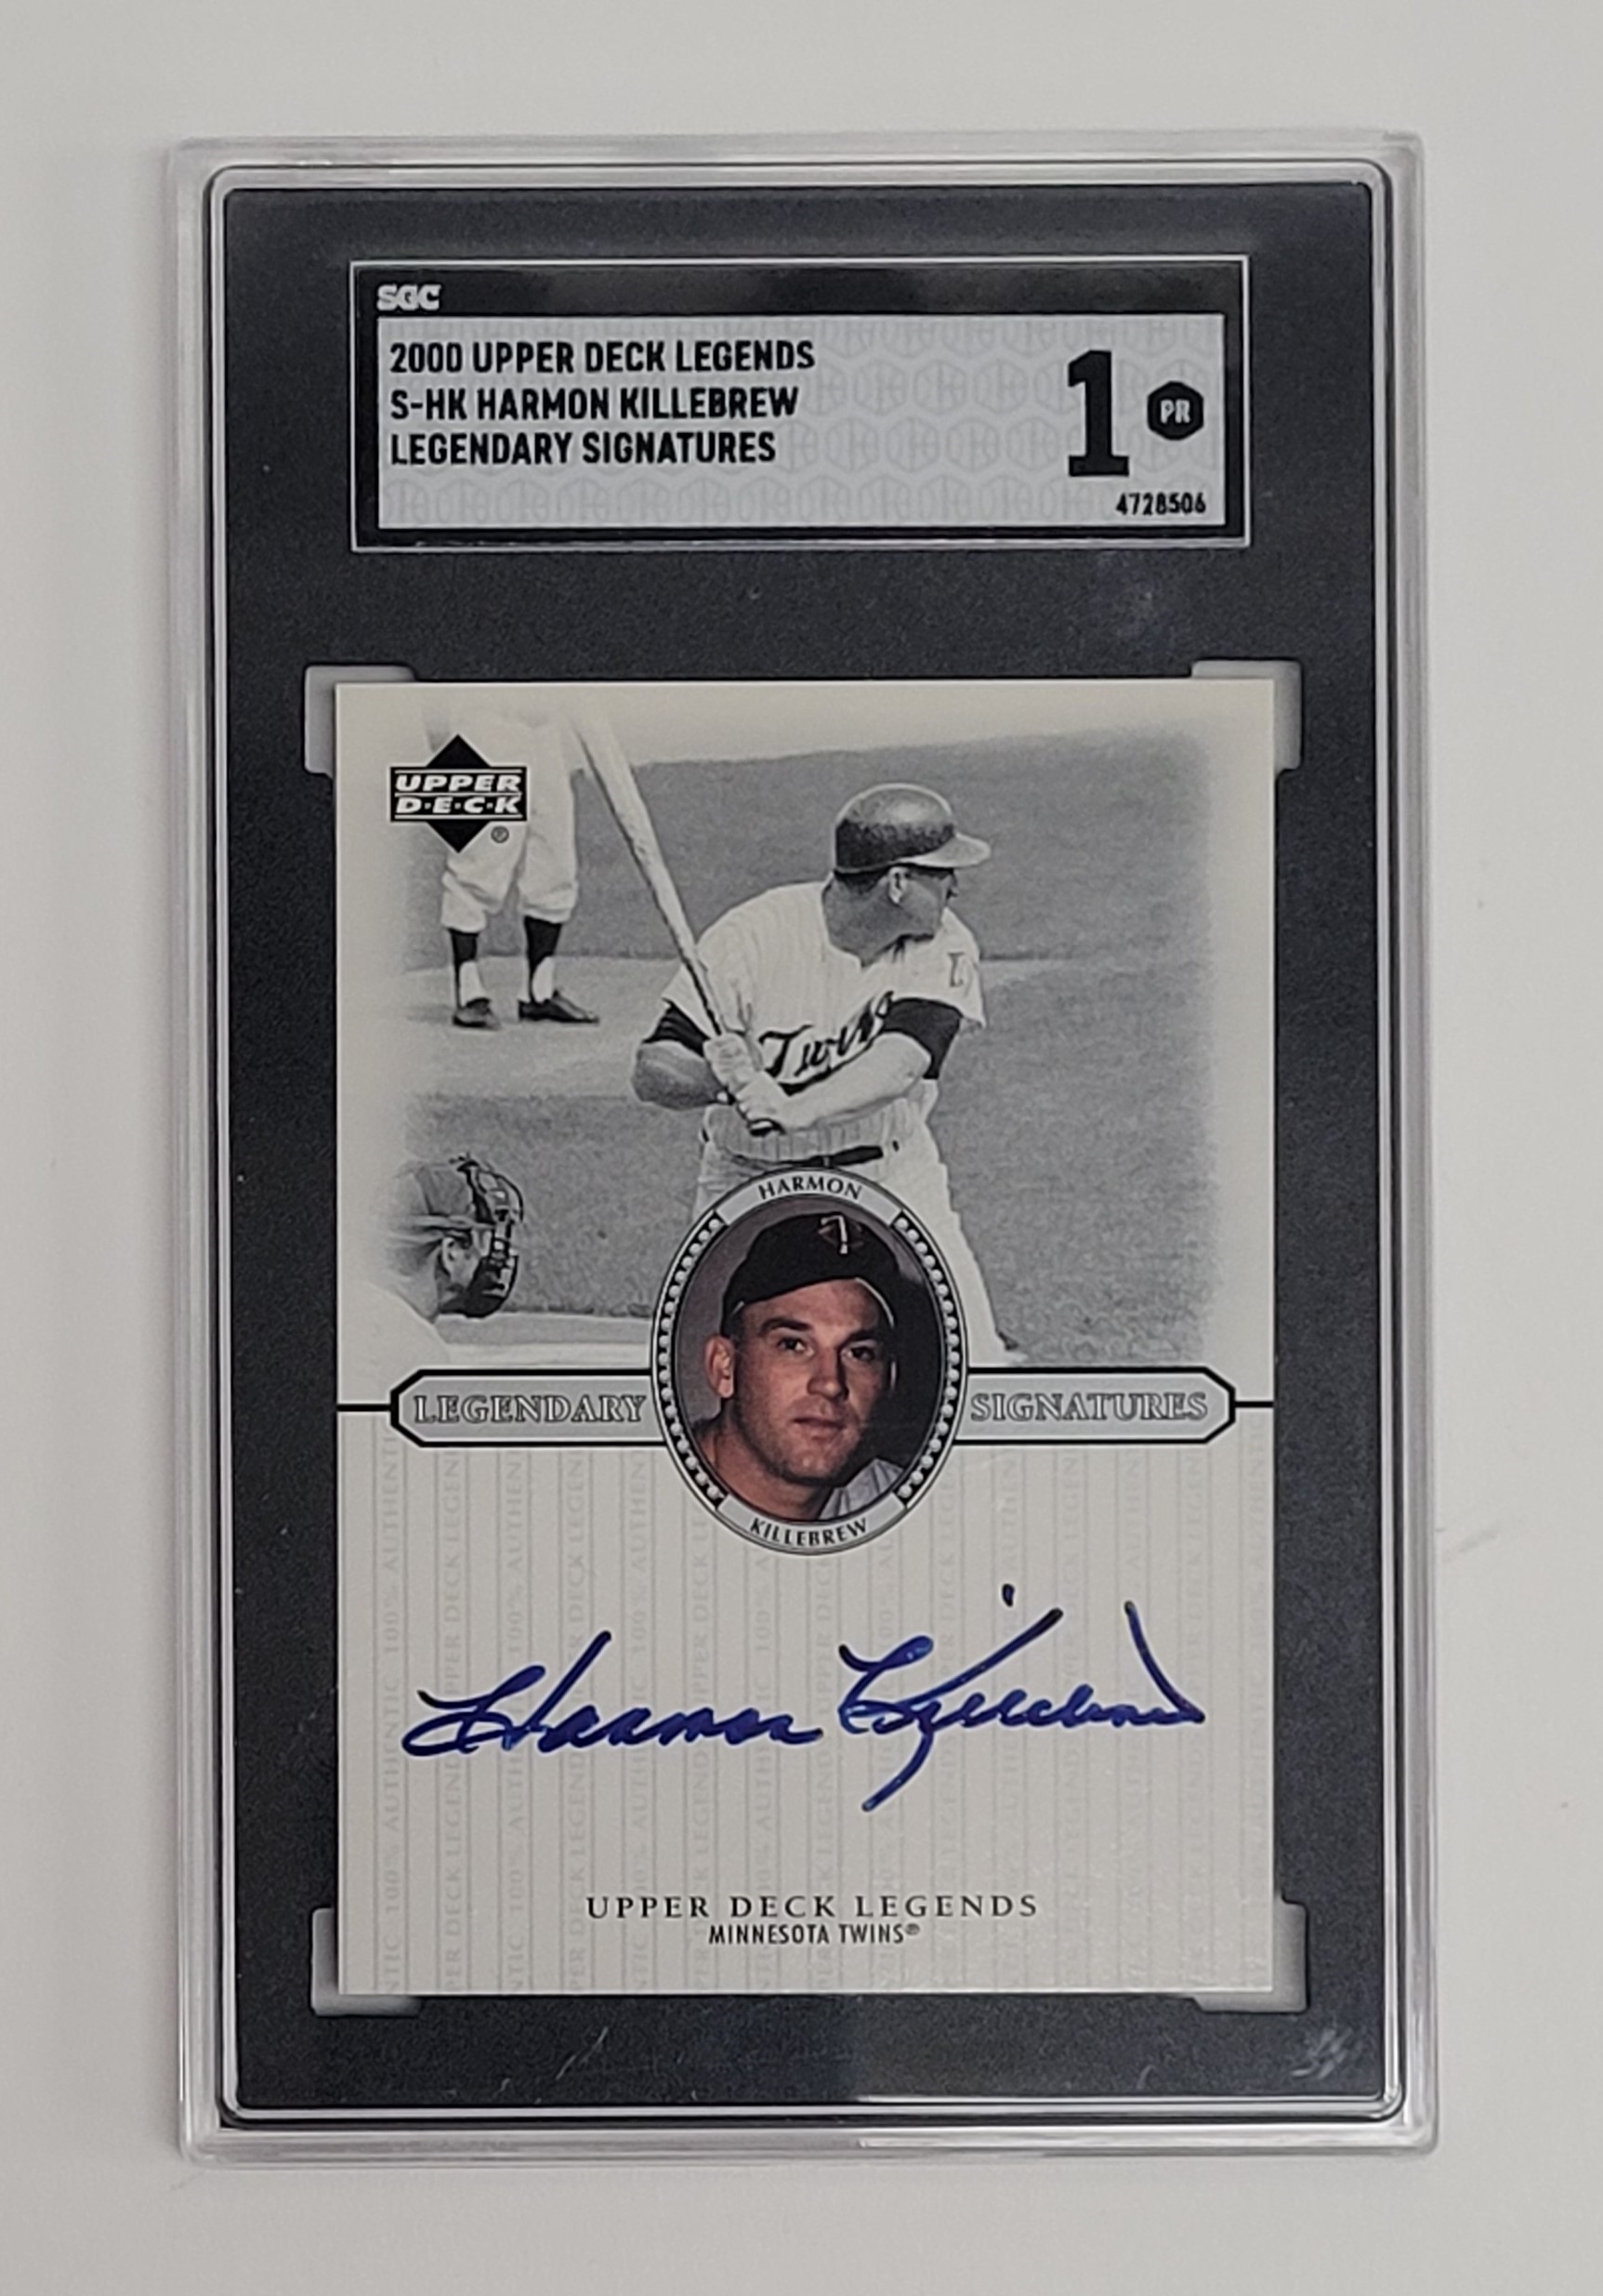 SGC
2000 UPPER DECK LEGENDS
S-HK HARMON KILLEBREW
LEGENDARY SIGNATURES
1 PR
4728506
UPPER
D·E·C·K
®
Twins
HARMON
LEGENDARY
SIGNATURES
KILLEBREW
Harmon Killebrew
UPPER DECK LEGENDS
MINNESOTA TWINS®